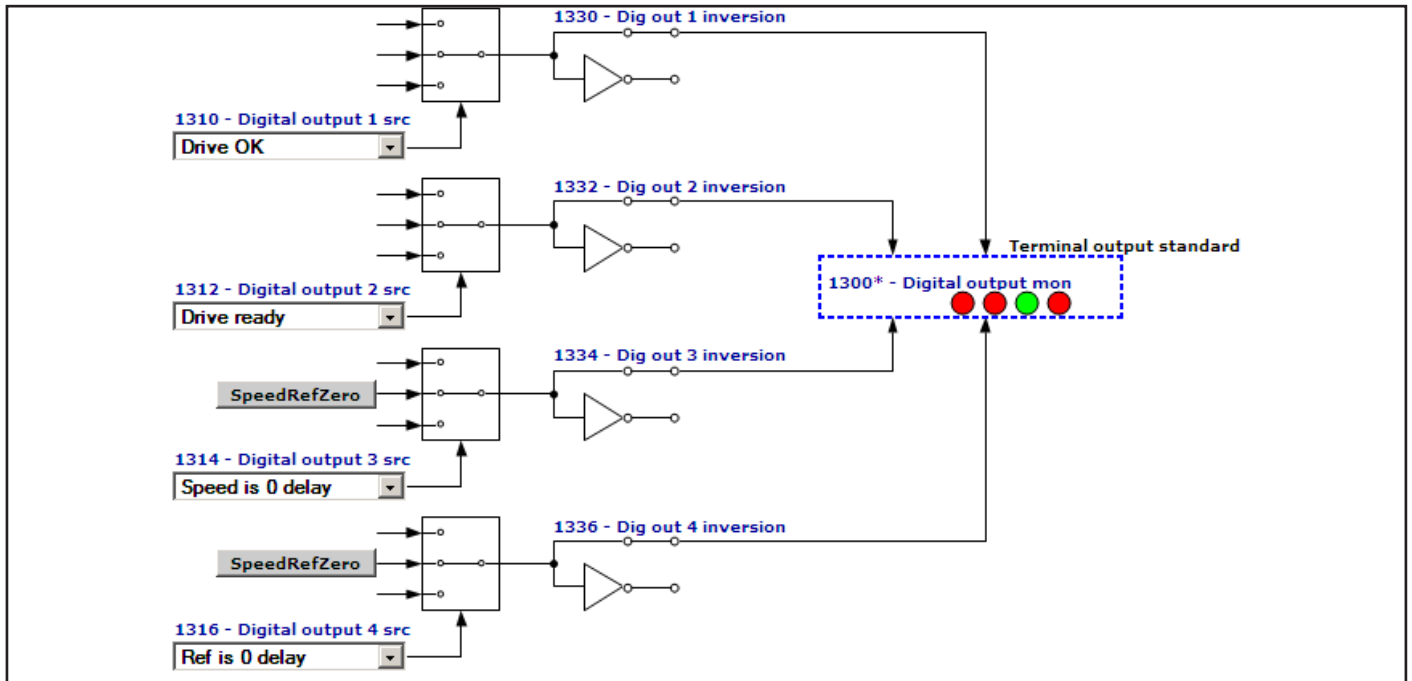 1330 - Dig out 1 inversion
1310 - Digital output 1 src
Drive OK
1332 - Dig out 2 inversion
Terminal output standard
1300* - Digital output mon
1312 - Digital output 2 src
Drive ready
1334 - Dig out 3 inversion
SpeedRefZero
1314 - Digital output 3 src
Speed is 0 delay
1336 - Dig out 4 inversion
SpeedRefZero
1316 - Digital output 4 src
Ref is 0 delay